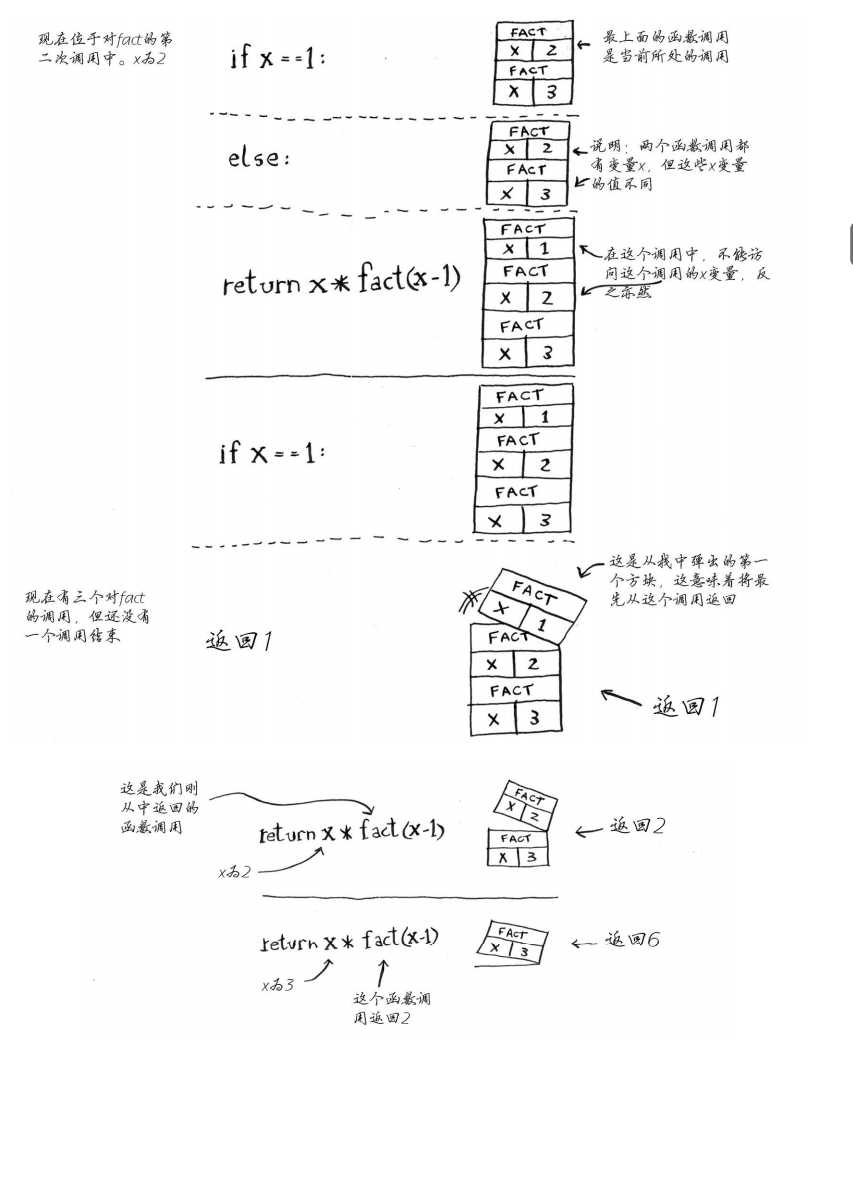 现在位于对fact的第
二次调用中。x为2
if x==1:
FACT
X 2
FACT
X 3
最上面的函数调用
是当前所处的调用
else:
FACT
X 2
FACT
X 3
说明：两个函数调用都
有变量x，但这些x变量
的值不同
return x*fact(x-1)
FACT
X 1
FACT
X 2
FACT
X 3
在这个调用中，不能访
问这个调用的x变量，反
之亦然
if x==1:
FACT
X 1
FACT
X 2
FACT
X 3
现在有三个对fact
的调用，但还没有
一个调用结束
返回1
FACT
X 1
FACT
X 2
FACT
X 3
这是从栈中弹出的第一
个方块，这意味着将最
先从这个调用返回
返回1
这是我们刚
从中返回的
函数调用
return x*fact(x-1)
x为2
FACT
X 2
FACT
X 3
返回2
return x*fact(x-1)
x为3
这个函数调
用返回2
FACT
X 3
返回6